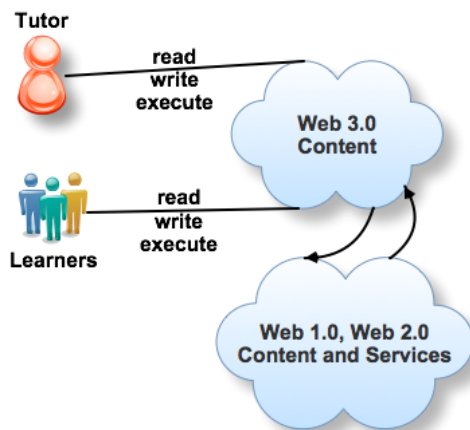 Tutor
read
write
execute
Web 3.0
Content
read
write
execute
Learners
Web 1.0, Web 2.0
Content and Services